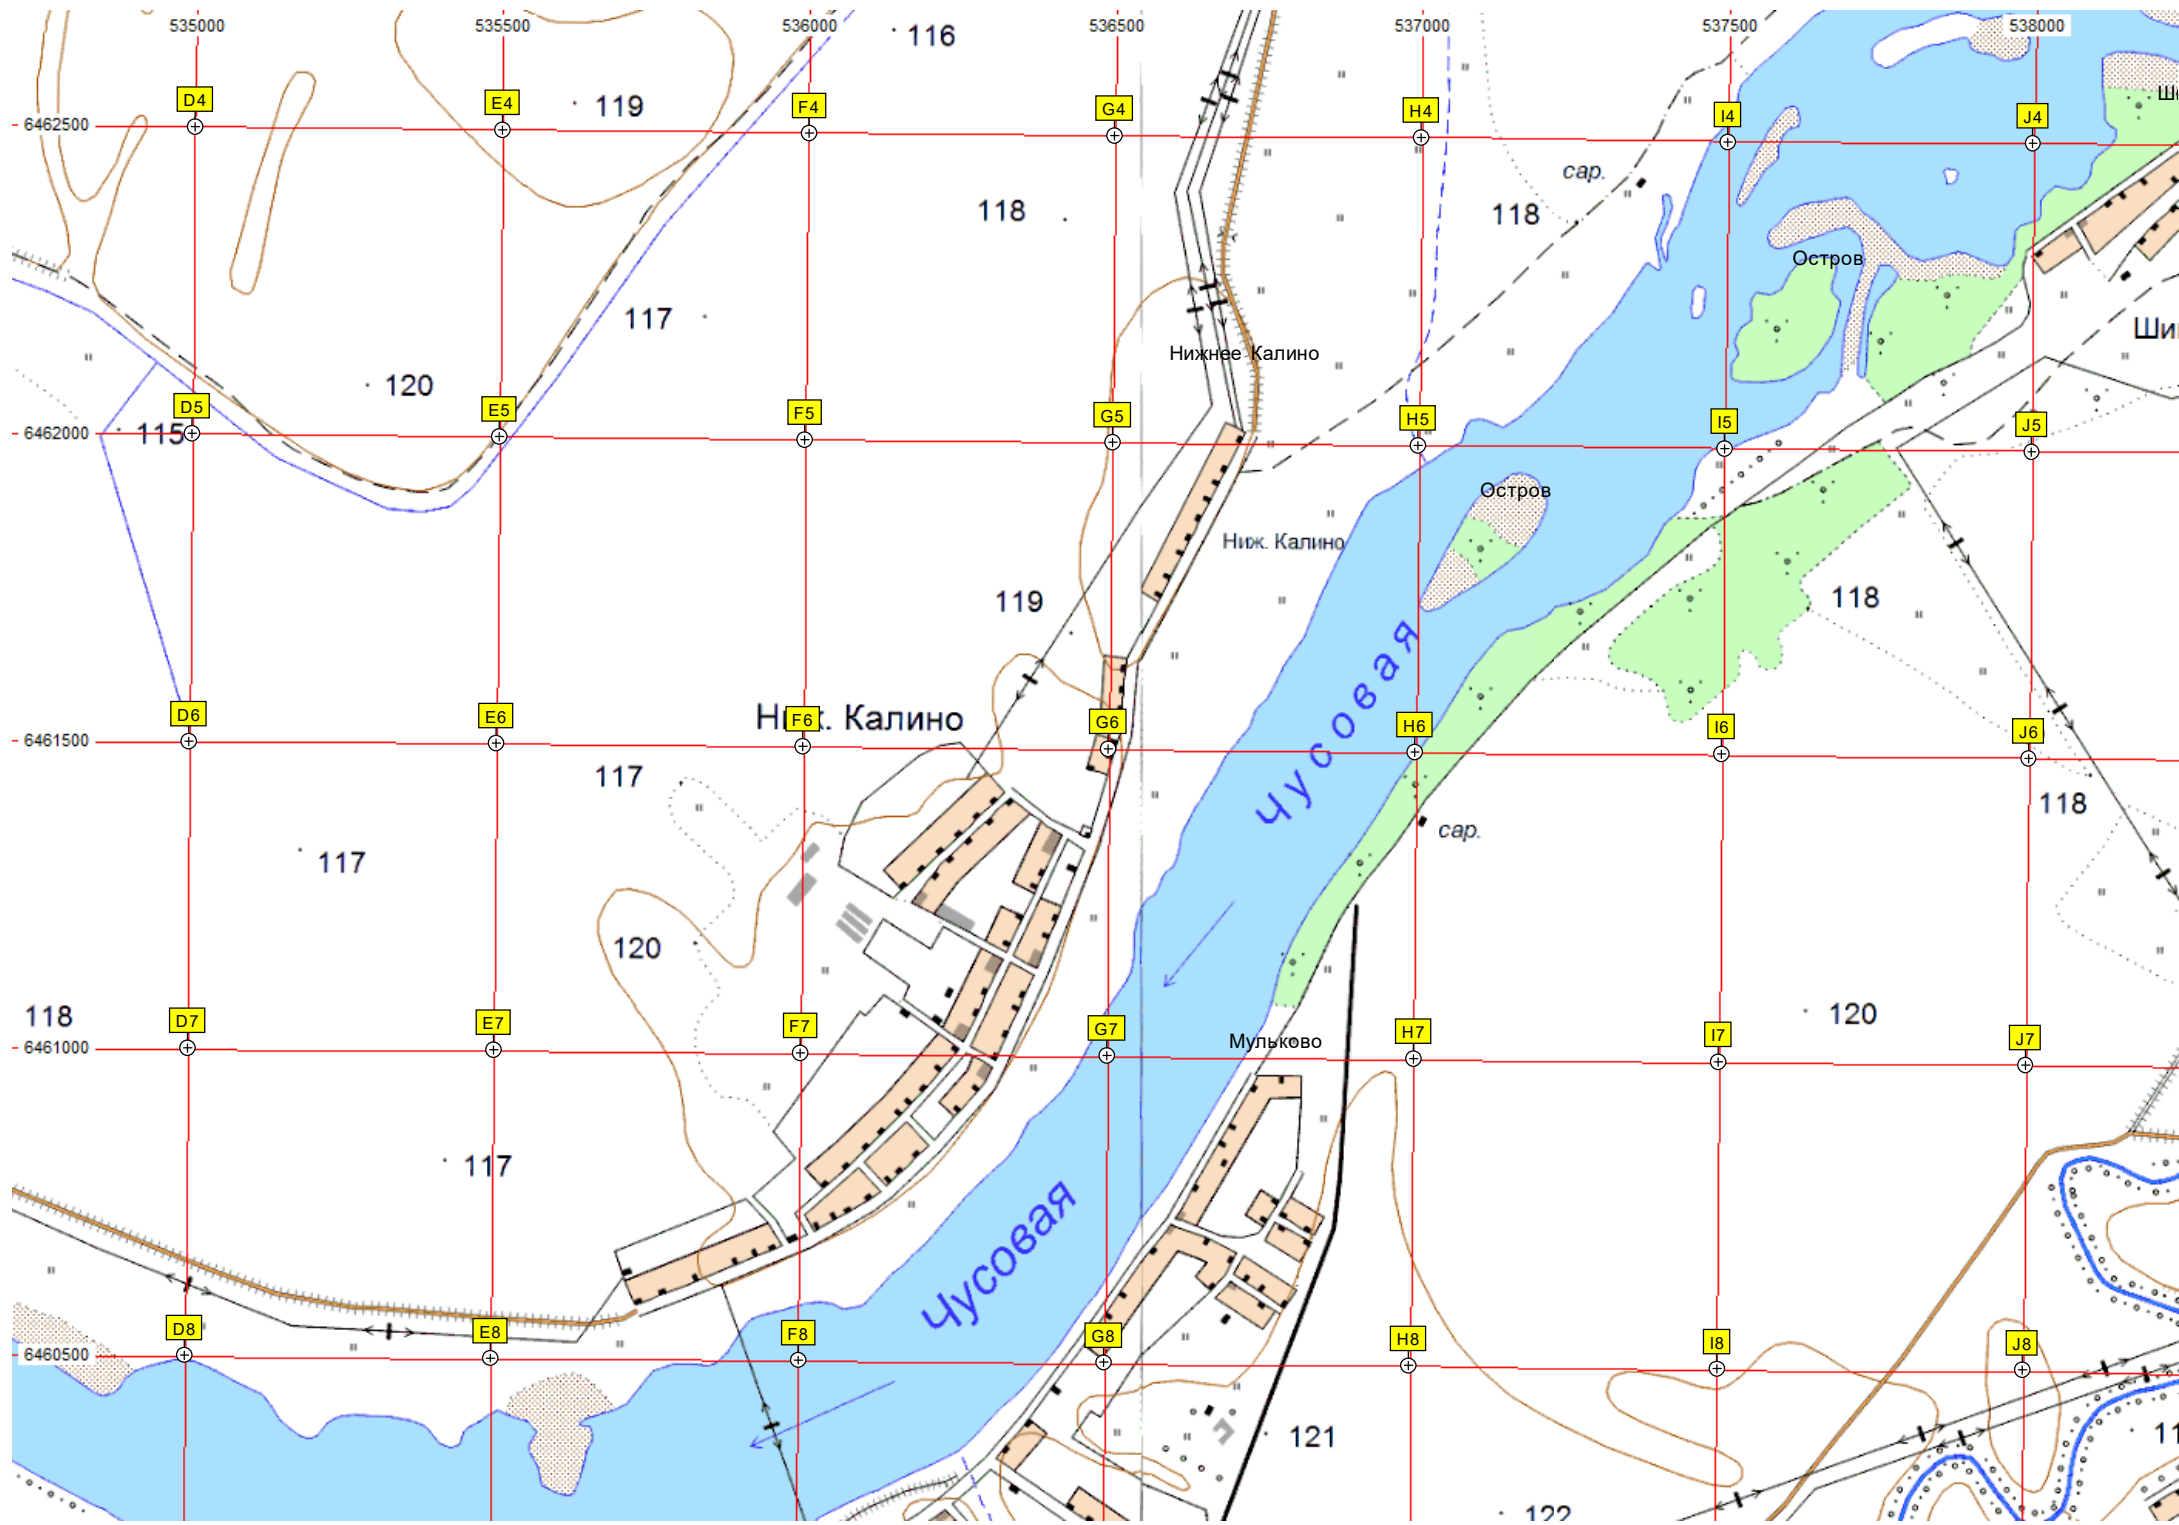 535000 535500 536000 536500 537000 537500 538000
116
119
D4 E4 F4 G4 H4 I4 J4
6462500
сар.
118 118
Остров
117
Нижнее Калино
120
D5 E5 F5 G5 H5 I5 J5
6462000
115
Остров
Ниж. Калино
119
118
Чусовая
D6 E6 F6 G6 H6 I6 J6
Ниж. Калино
6461500
117
118
сар.
117
120
118
120
D7 E7 F7 G7 H7 I7 J7
Мульково
6461000
117
Чусовая
D8 E8 F8 G8 H8 I8 J8
6460500
121
122